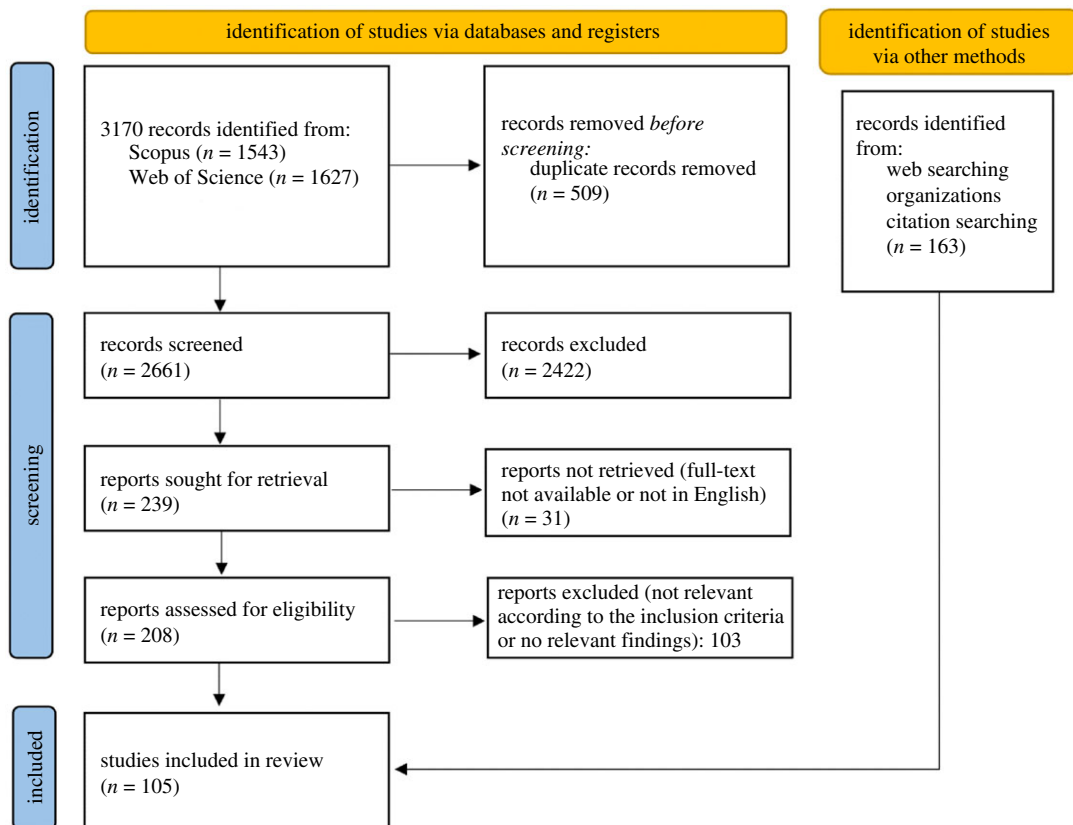 identification of studies via databases and registers
identification of studies
via other methods
identification
3170 records identified from:
Scopus (n = 1543)
Web of Science (n = 1627)
records removed before
screening:
duplicate records removed
(n = 509)
records identified
from:
web searching
organizations
citation searching
(n = 163)
screening
records screened
(n = 2661)
records excluded
(n = 2422)
reports sought for retrieval
(n = 239)
reports not retrieved (full-text
not available or not in English)
(n = 31)
reports assessed for eligibility
(n = 208)
reports excluded (not relevant
according to the inclusion criteria
or no relevant findings): 103
included
studies included in review
(n = 105)